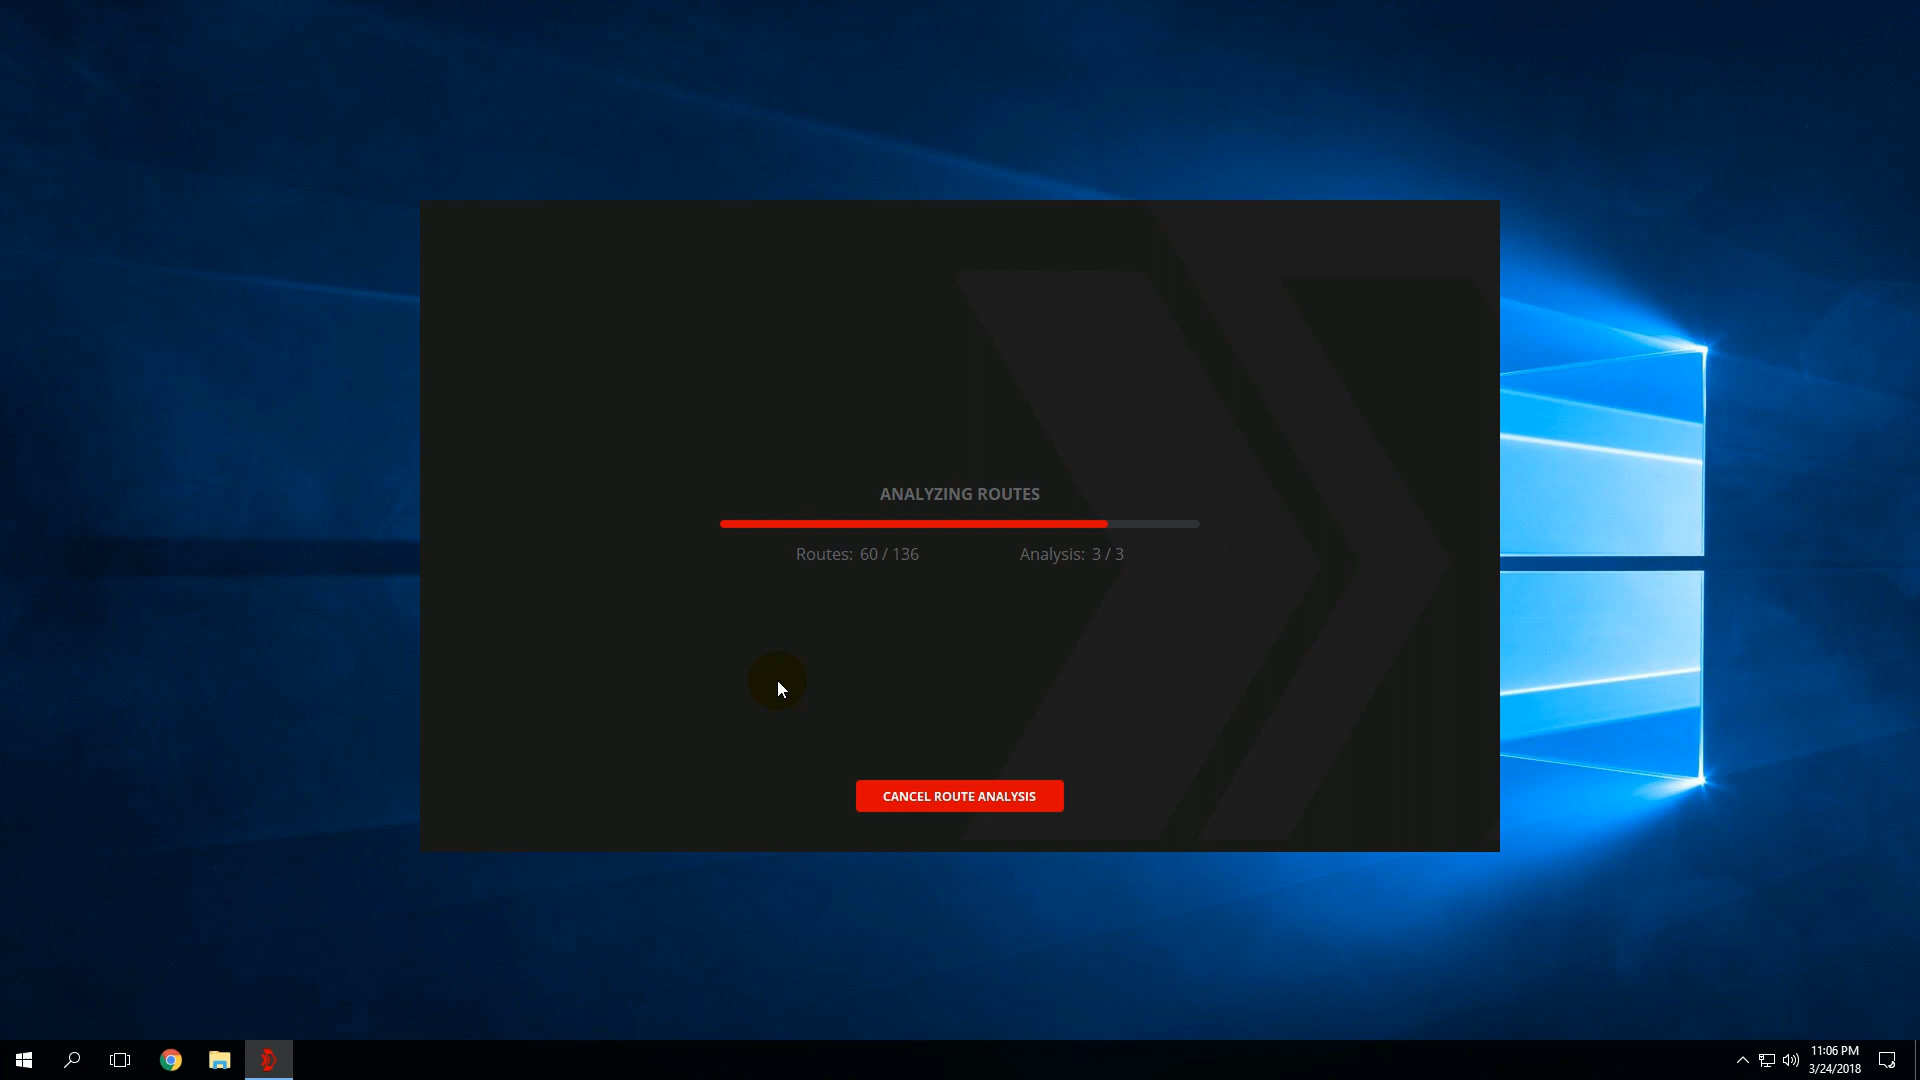 ANALYZING ROUTES
Routes: 60 / 136 Analysis: 3 / 3
CANCEL ROUTE ANALYSIS
11:06 PM
3/24/2018